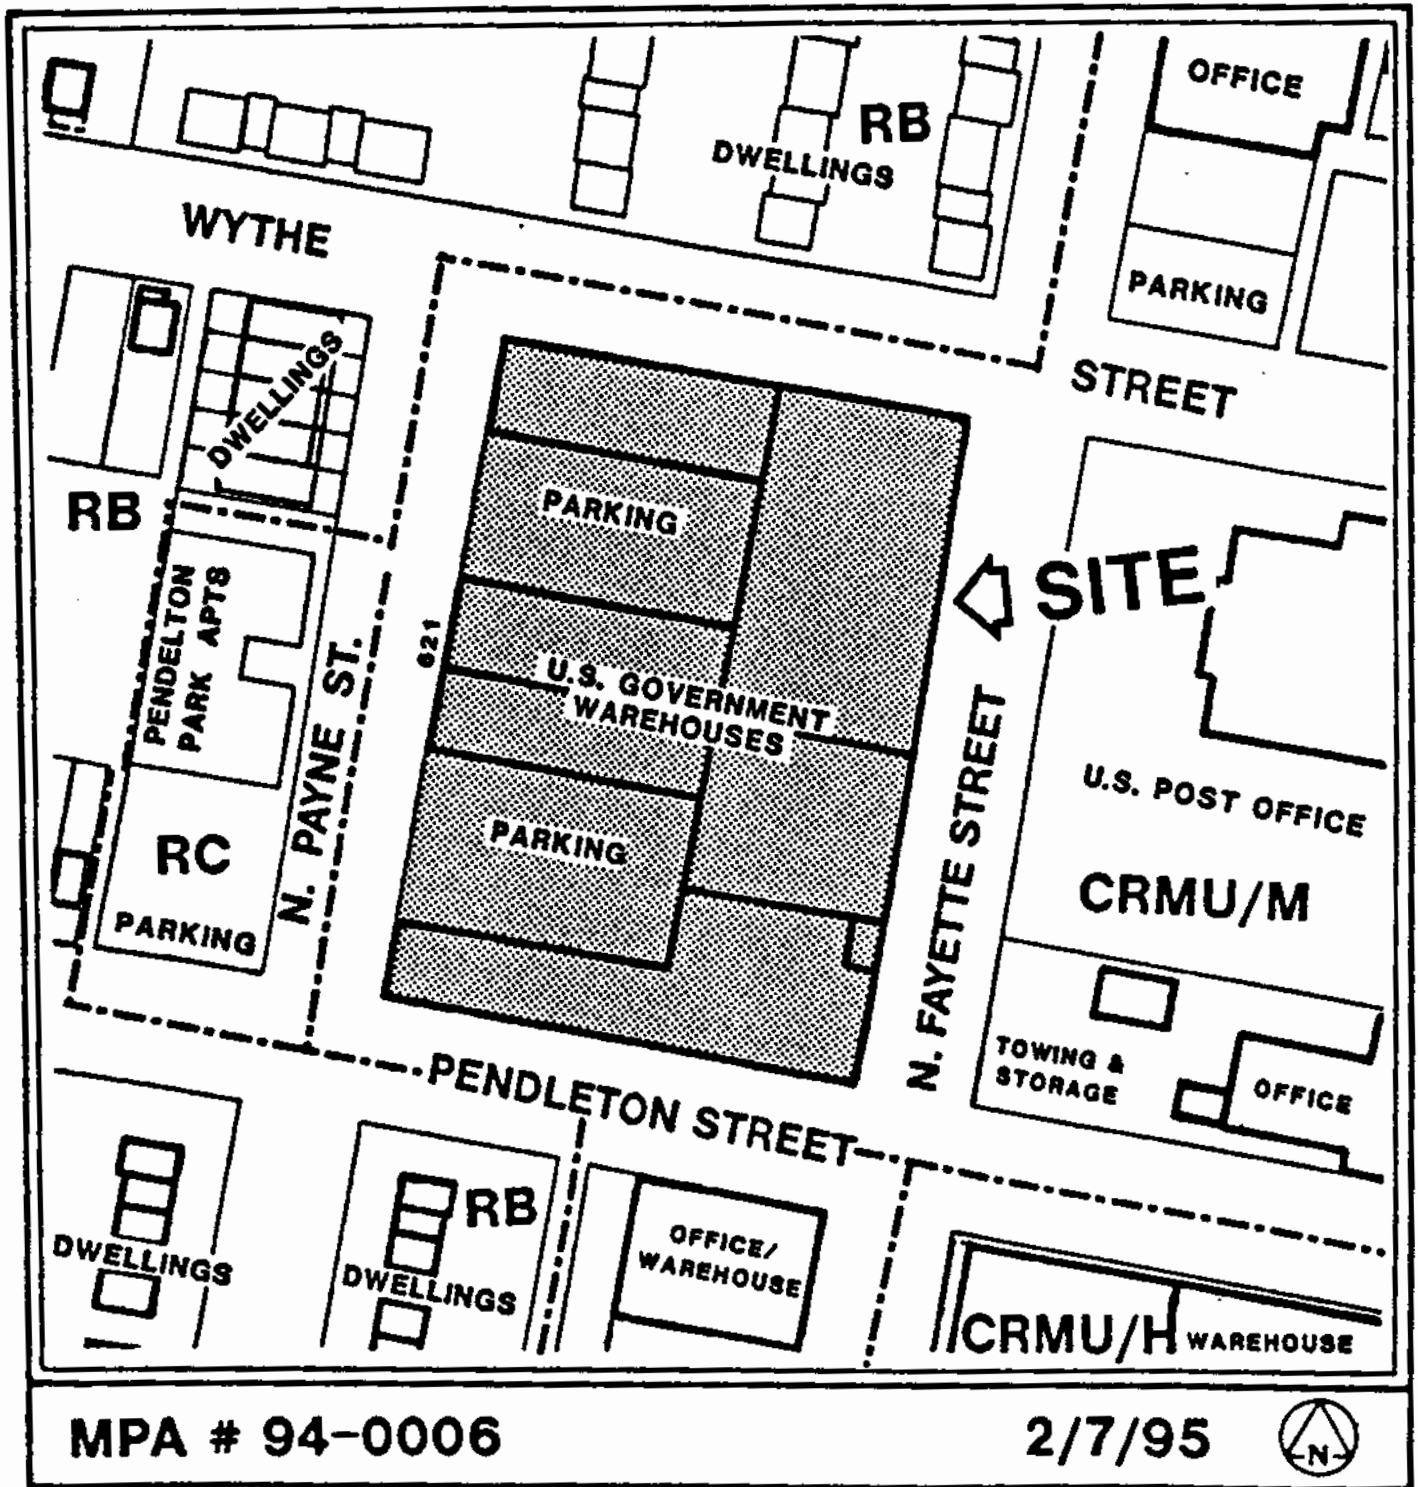 OFFICE
RB
DWELLINGS
WYTHE
PARKING
DWELLINGS
STREET
RB
PARKING
SITE
PENDELTON
PARK APTS
621
U.S. GOVERNMENT
WAREHOUSES
N. PAYNE ST.
N. FAYETTE STREET
U.S. POST OFFICE
RC
PARKING
CRMU/M
PARKING
TOWING &
STORAGE
OFFICE
PENDLETON STREET
RB
DWELLINGS
DWELLINGS
OFFICE/
WAREHOUSE
CRMU/H
WAREHOUSE
MPA # 94-0006
2/7/95
N